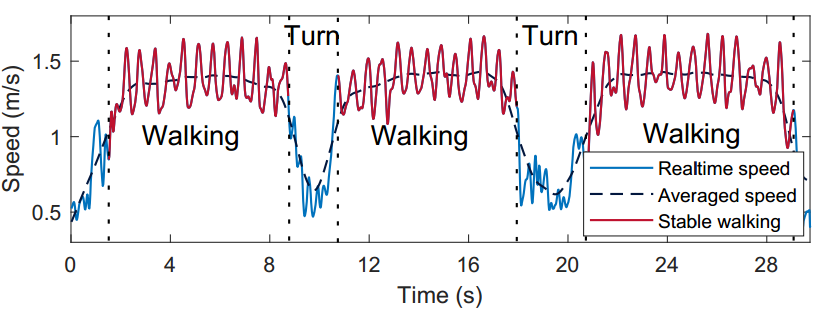 Turn Turn
1.5
Walking Walking Walking
1
0.5
Speed (m/s)
Realtime speed
Averaged speed
Stable walking
0 4 8 12 16 20 24 28
Time (s)